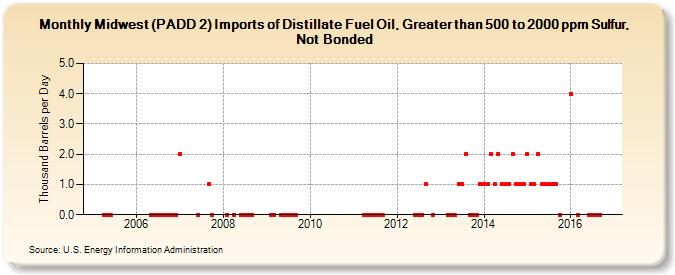 Monthly Midwest (PADD 2) Imports of Distillate Fuel Oil, Greater than 500 to 2000 ppm Sulfur,
Not Bonded
Thousand Barrels per Day
5.0
4.0
3.0
2.0
1.0
0.0
2006 2008 2010 2012 2014 2016
Source: U.S. Energy Information Administration